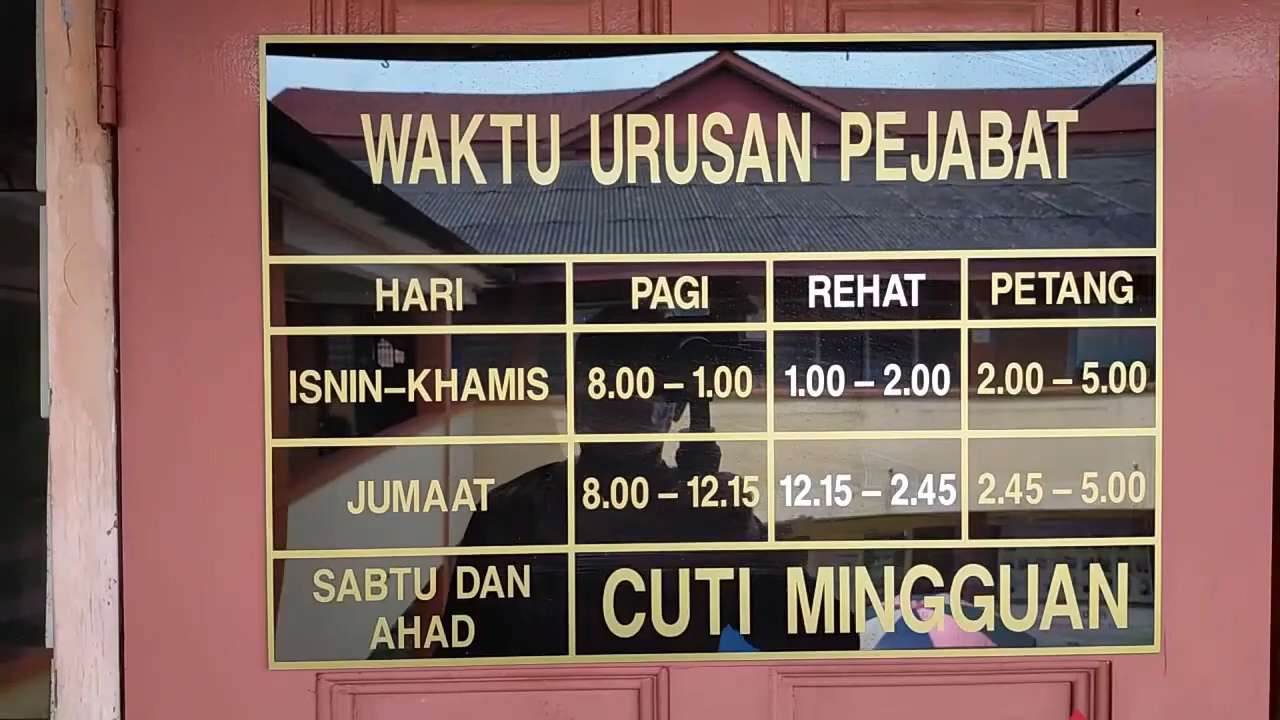 WAKTU URUSAN PEJABAT
HARI PAGI REHAT PETANG
ISNIN–KHAMIS 8.00 – 1.00 1.00 – 2.00 2.00 – 5.00
JUMAAT 8.00 – 12.15 12.15 – 2.45 2.45 – 5.00
SABTU DAN
AHAD
CUTI MINGGUAN